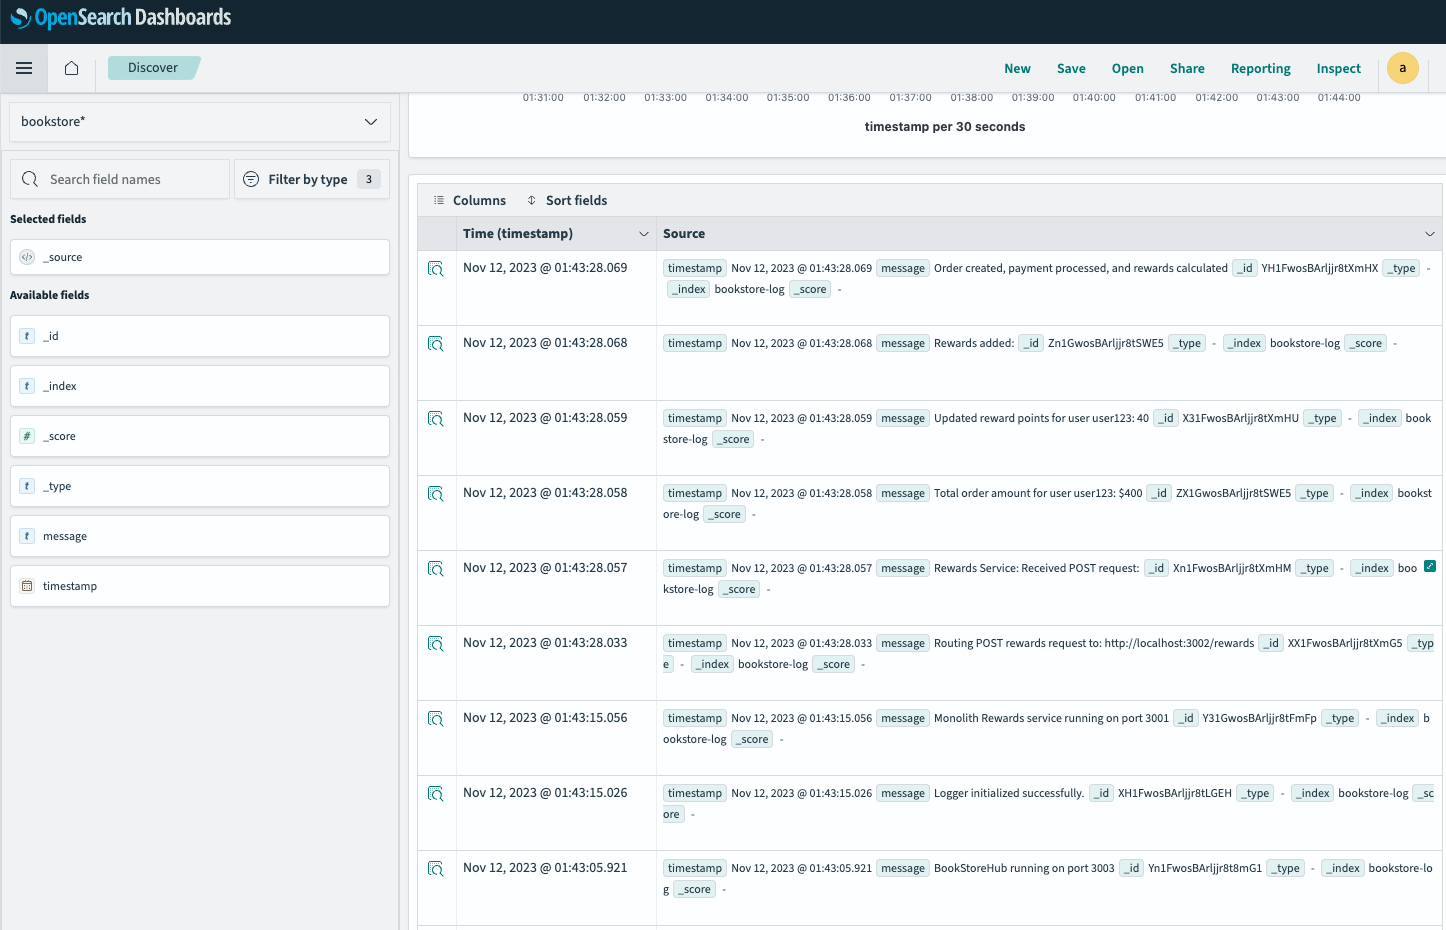 OpenSearch Dashboards
Discover
New Save Open Share Reporting Inspect a
bookstore*
Search field names
Filter by type 3
Selected fields
_source
Available fields
t _id
t _index
# _score
t _type
t message
timestamp
01:31:00 01:32:00 01:33:00 01:34:00 01:35:00 01:36:00 01:37:00 01:38:00 01:39:00 01:40:00 01:41:00 01:42:00 01:43:00 01:44:00
timestamp per 30 seconds
Columns Sort fields
Time (timestamp) Source
Nov 12, 2023 @ 01:43:28.069 timestamp Nov 12, 2023 @ 01:43:28.069 message Order created, payment processed, and rewards calculated _id YH1FwosBArljjr8tXmHX _type -
_index bookstore-log _score -
Nov 12, 2023 @ 01:43:28.068 timestamp Nov 12, 2023 @ 01:43:28.068 message Rewards added: _id Zn1GwosBArljjr8tSWE5 _type - _index bookstore-log _score -
Nov 12, 2023 @ 01:43:28.059 timestamp Nov 12, 2023 @ 01:43:28.059 message Updated reward points for user user123: 40 _id X31FwosBArljjr8tXmHU _type - _index book
store-log _score -
Nov 12, 2023 @ 01:43:28.058 timestamp Nov 12, 2023 @ 01:43:28.058 message Total order amount for user user123: $400 _id ZX1GwosBArljjr8tSWE5 _type - _index bookst
ore-log _score -
Nov 12, 2023 @ 01:43:28.057 timestamp Nov 12, 2023 @ 01:43:28.057 message Rewards Service: Received POST request: _id Xn1FwosBArljjr8tXmHM _type - _index boo
kstore-log _score -
Nov 12, 2023 @ 01:43:28.033 timestamp Nov 12, 2023 @ 01:43:28.033 message Routing POST rewards request to: http://localhost:3002/rewards _id XX1FwosBArljjr8tXmG5 _typ
e - _index bookstore-log _score -
Nov 12, 2023 @ 01:43:15.056 timestamp Nov 12, 2023 @ 01:43:15.056 message Monolith Rewards service running on port 3001 _id Y31GwosBArljjr8tFmFp _type - _index b
ookstore-log _score -
Nov 12, 2023 @ 01:43:15.026 timestamp Nov 12, 2023 @ 01:43:15.026 message Logger initialized successfully. _id XH1FwosBArljjr8tLGEH _type - _index bookstore-log _sc
ore -
Nov 12, 2023 @ 01:43:05.921 timestamp Nov 12, 2023 @ 01:43:05.921 message BookStoreHub running on port 3003 _id Yn1FwosBArljjr8t8mG1 _type - _index bookstore-lo
g _score -